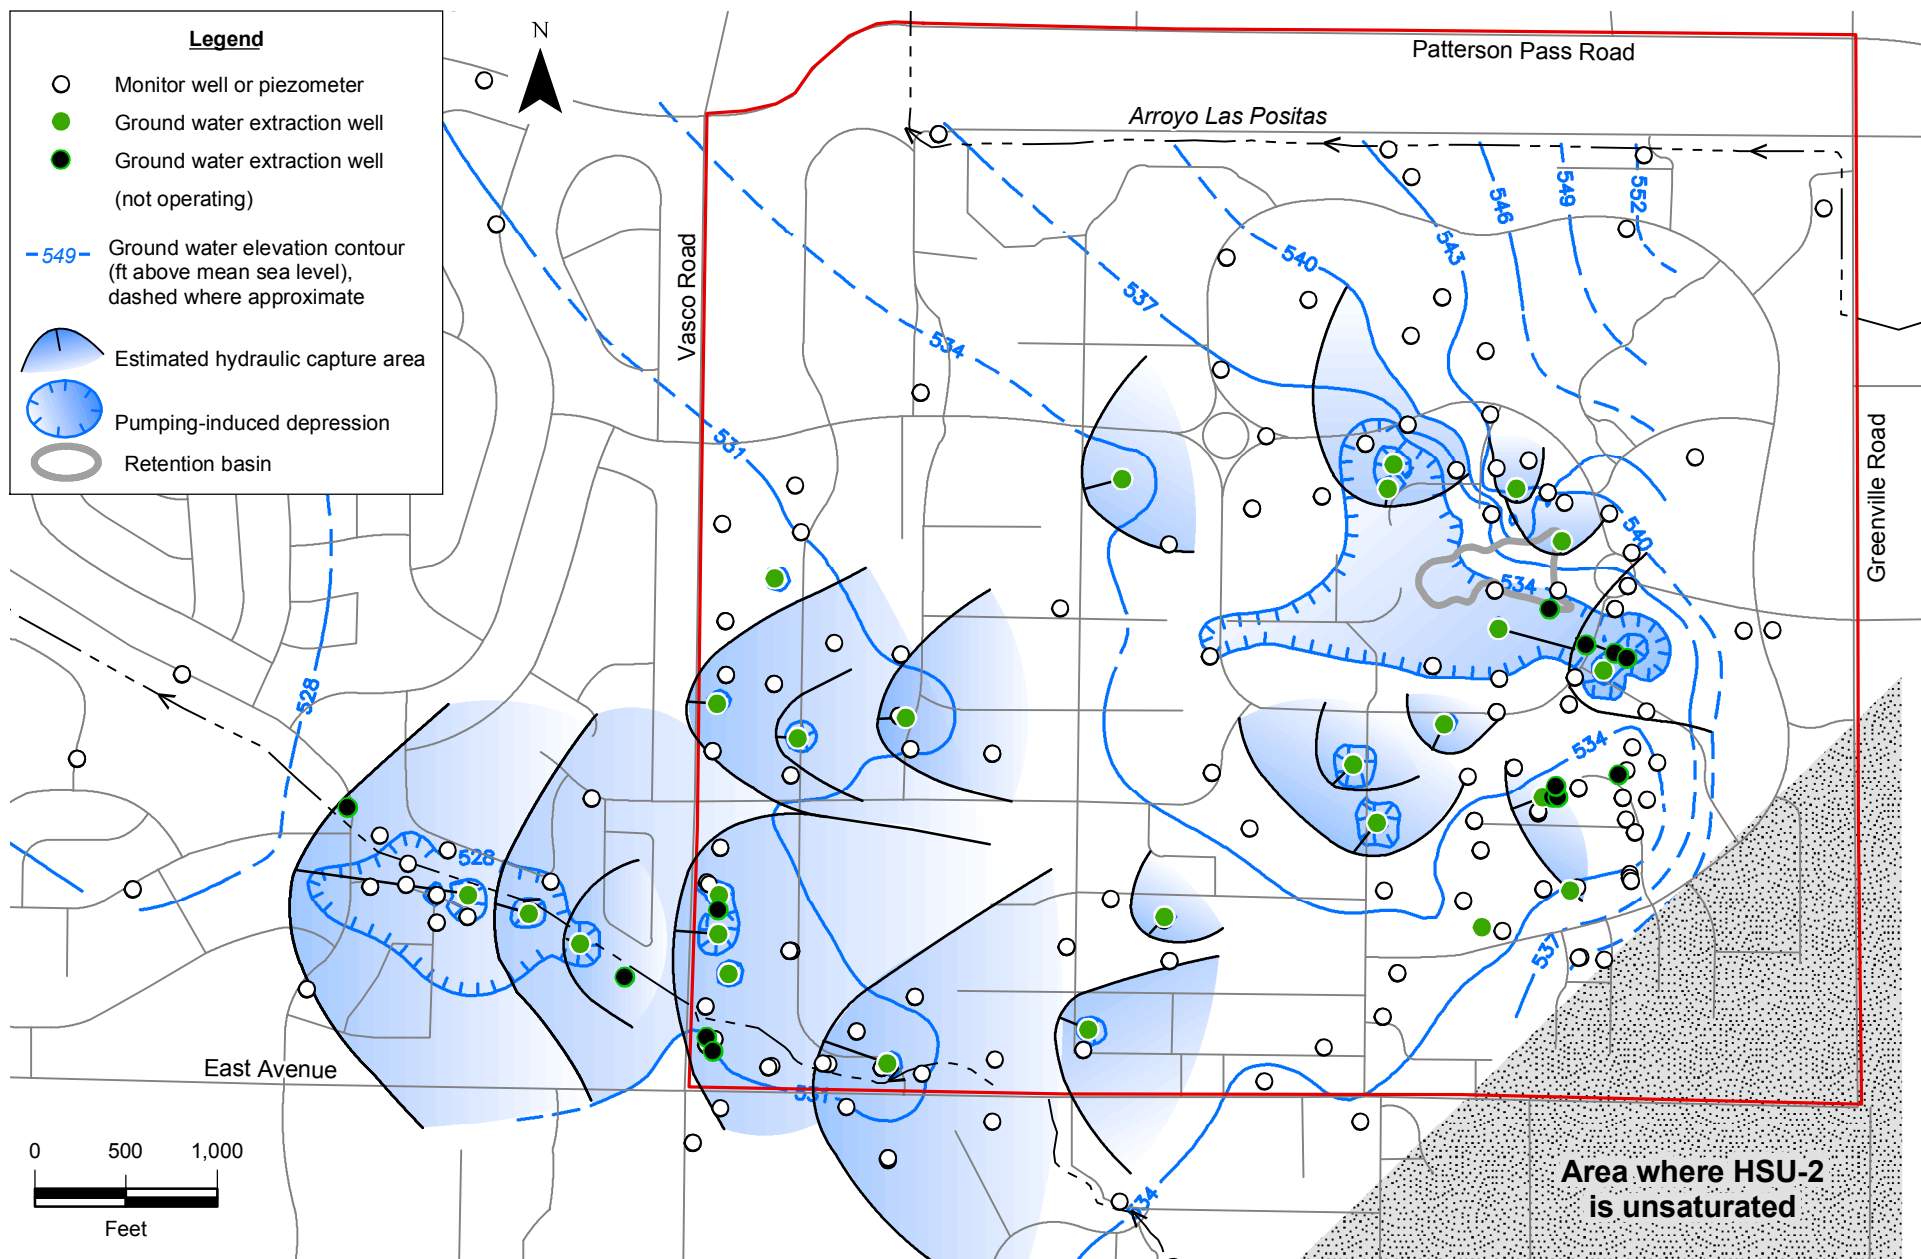 Legend
Monitor well or piezometer
Ground water extraction well
Ground water extraction well
(not operating)
549
Ground water elevation contour
(ft above mean sea level),
dashed where approximate
Estimated hydraulic capture area
Pumping-induced depression
Retention basin
N
Patterson Pass Road
Arroyo Las Positas
Vasco Road
Greenville Road
East Avenue
552
549
546
543
540
537
534
531
528
540
534
534
528
537
531
534
0 500 1,000
Feet
Area where HSU-2
is unsaturated